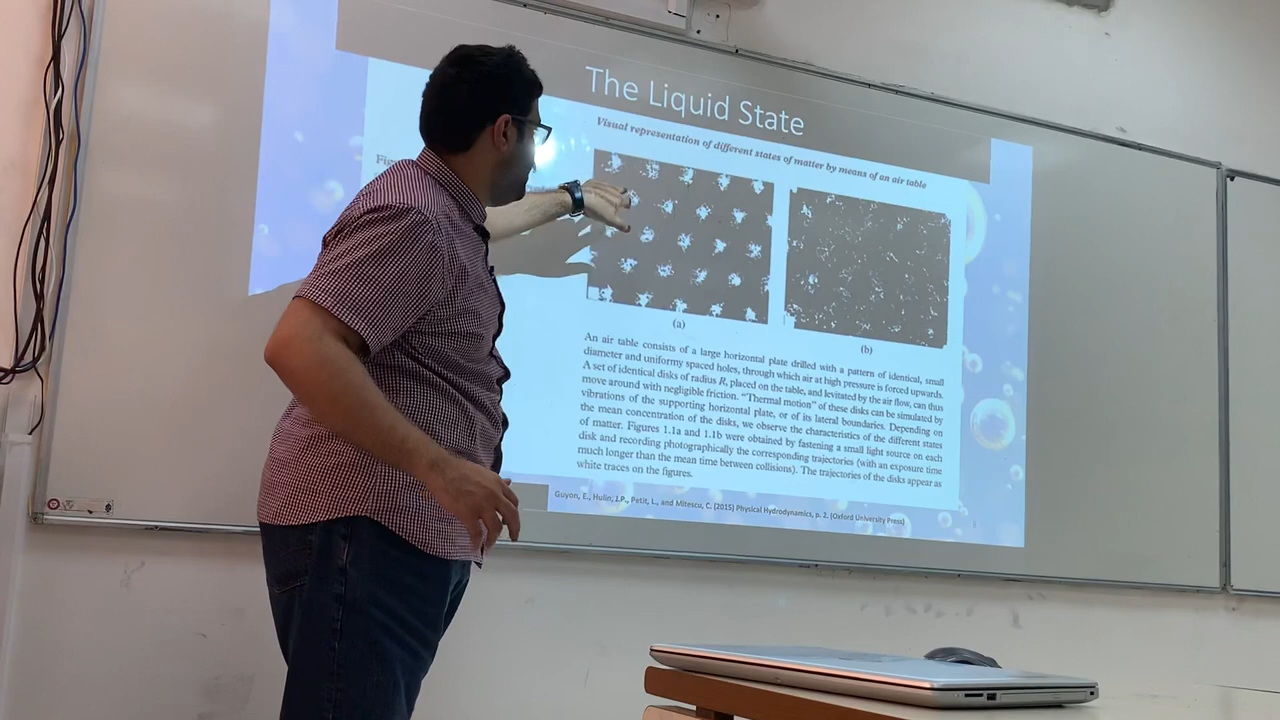 The Liquid State
Visual representation of different states of matter by means of an air table
(a)
(b)
An air table consists of a large horizontal plate drilled with a pattern of identical, small
diameter and uniformy spaced holes, through which air at high pressure is forced upwards.
A set of identical disks of radius R, placed on the table, and levitated by the air flow, can thus
move around with negligible friction. "Thermal motion" of these disks can be simulated by
vibrations of the supporting horizontal plate, or of its lateral boundaries. Depending on
the mean concentration of the disks, we observe the characteristics of the different states
of matter. Figures 1.1a and 1.1b were obtained by fastening a small light source on each
disk and recording photographically the corresponding trajectories (with an exposure time
much longer than the mean time between collisions). The trajectories of the disks appear as
white traces on the figures.
Guyon, E., Hulin, J.P., Petit, L., and Mitescu, C. (2015) Physical Hydrodynamics, p. 2. (Oxford University Press)